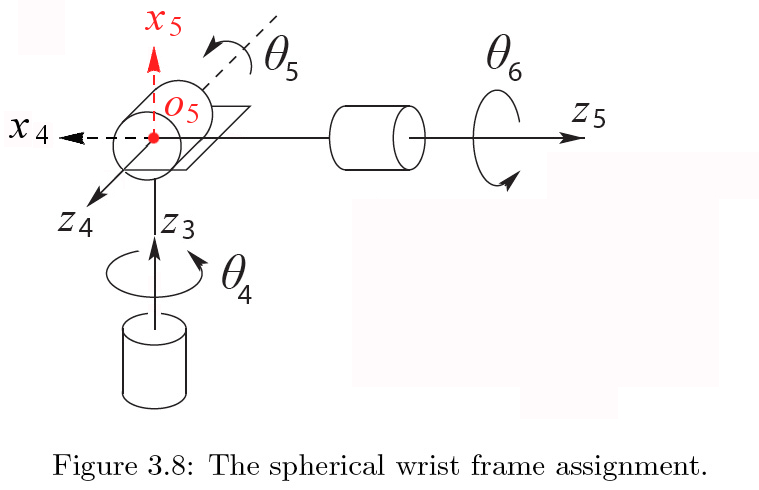 x5
θ5
θ6
o5
x4
z5
z4
z3
θ4
Figure 3.8: The spherical wrist frame assignment.